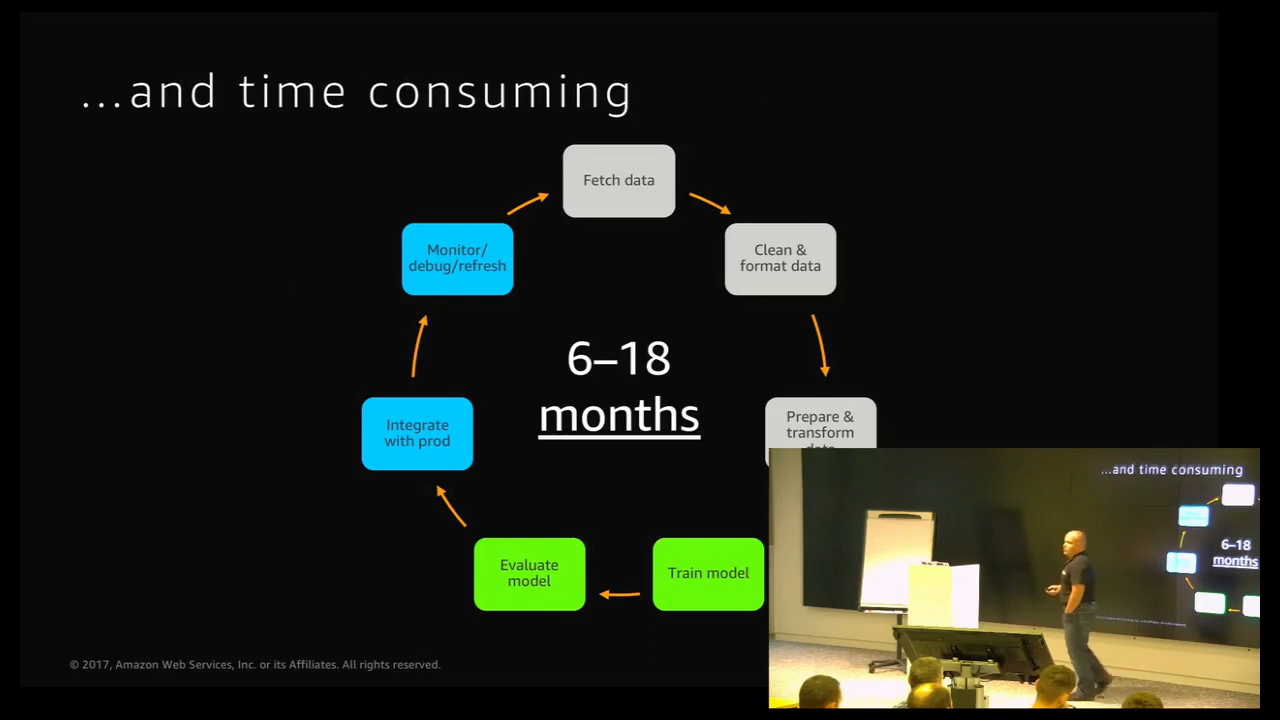 ...and time consuming
Fetch data
Monitor/
debug/refresh
Clean &
format data
6–18
months
Integrate
with prod
Prepare &
transform
data
Evaluate
model
Train model
© 2017, Amazon Web Services, Inc. or its Affiliates. All rights reserved.
...and time consuming
6–18
months